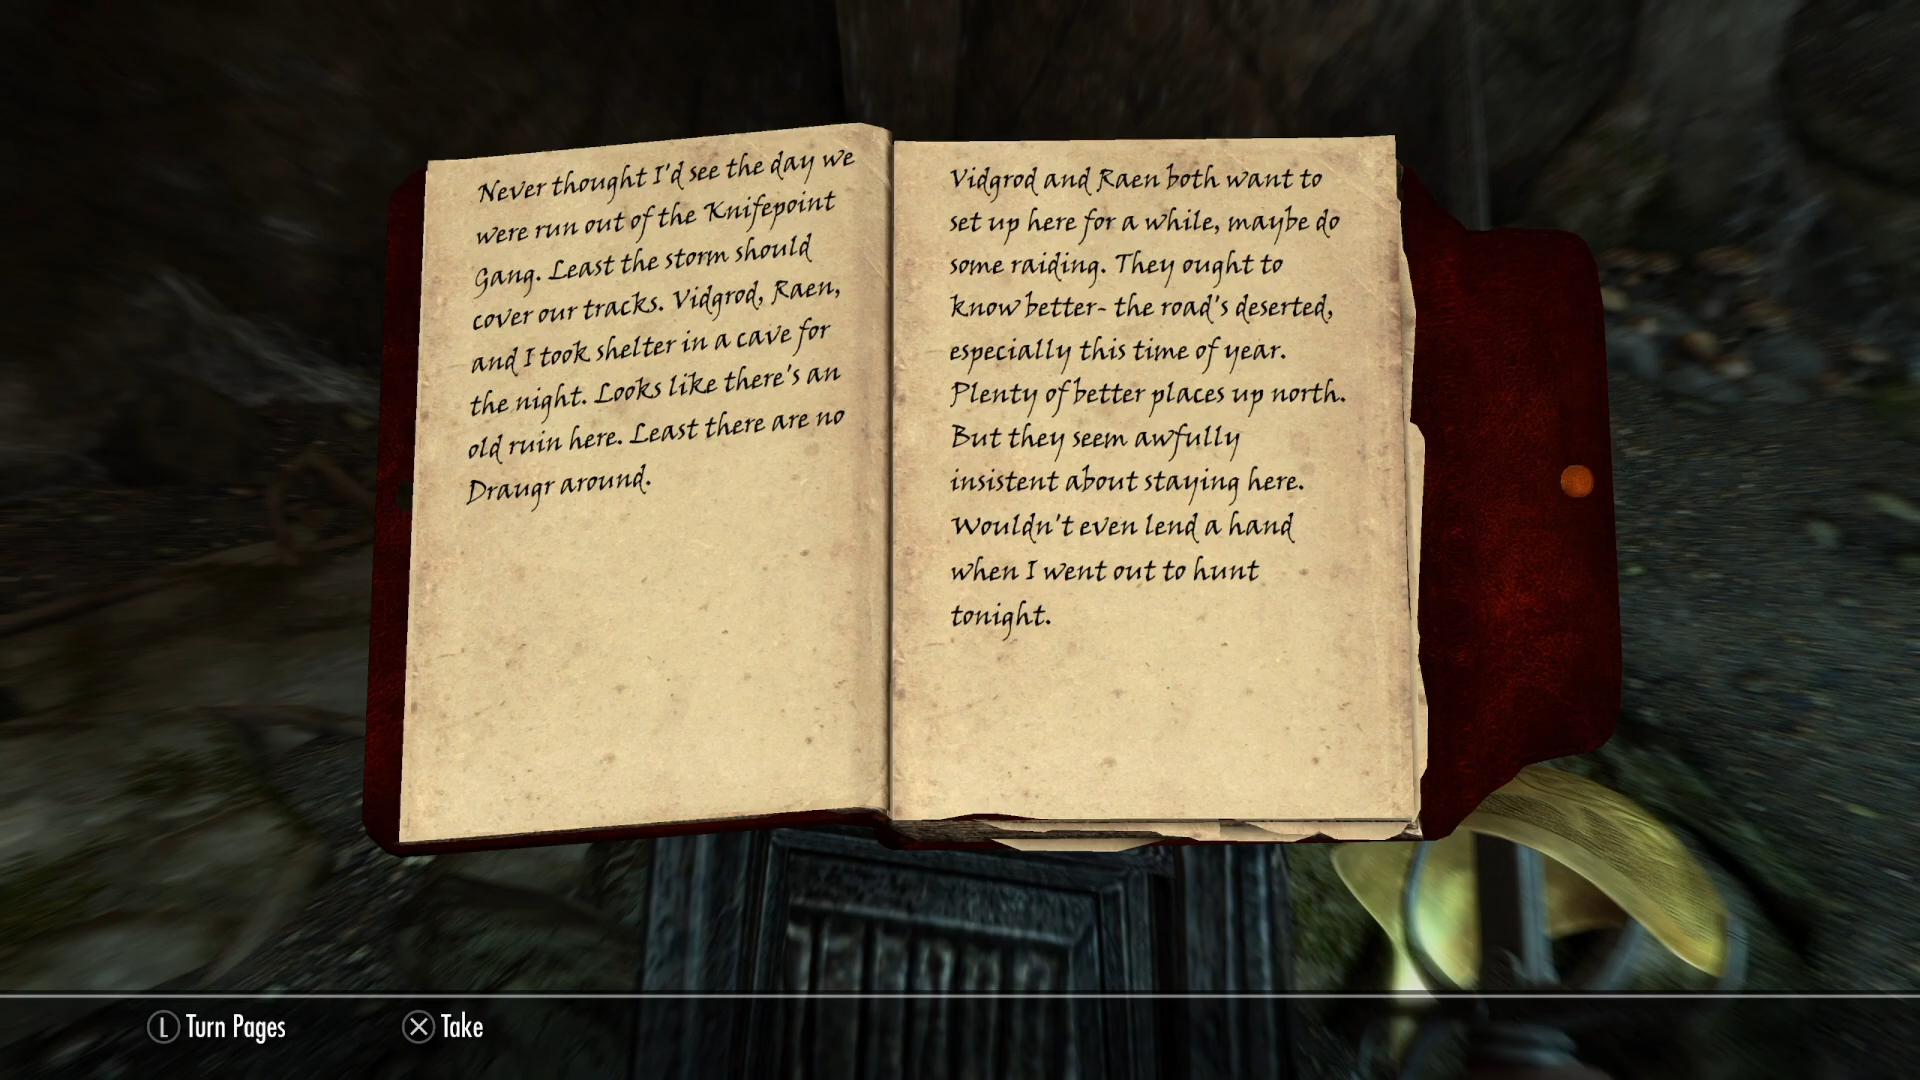 Never thought I'd see the day we
were run out of the Knifepoint
Gang. Least the storm should
cover our tracks. Vidgrod, Raen,
and I took shelter in a cave for
the night. Looks like there's an
old ruin here. Least there are no
Draugr around.
Vidgrod and Raen both want to
set up here for a while, maybe do
some raiding. They ought to
know better- the road's deserted,
especially this time of year.
Plenty of better places up north.
But they seem awfully
insistent about staying here.
Wouldn't even lend a hand
when I went out to hunt
tonight.
L Turn Pages
X Take